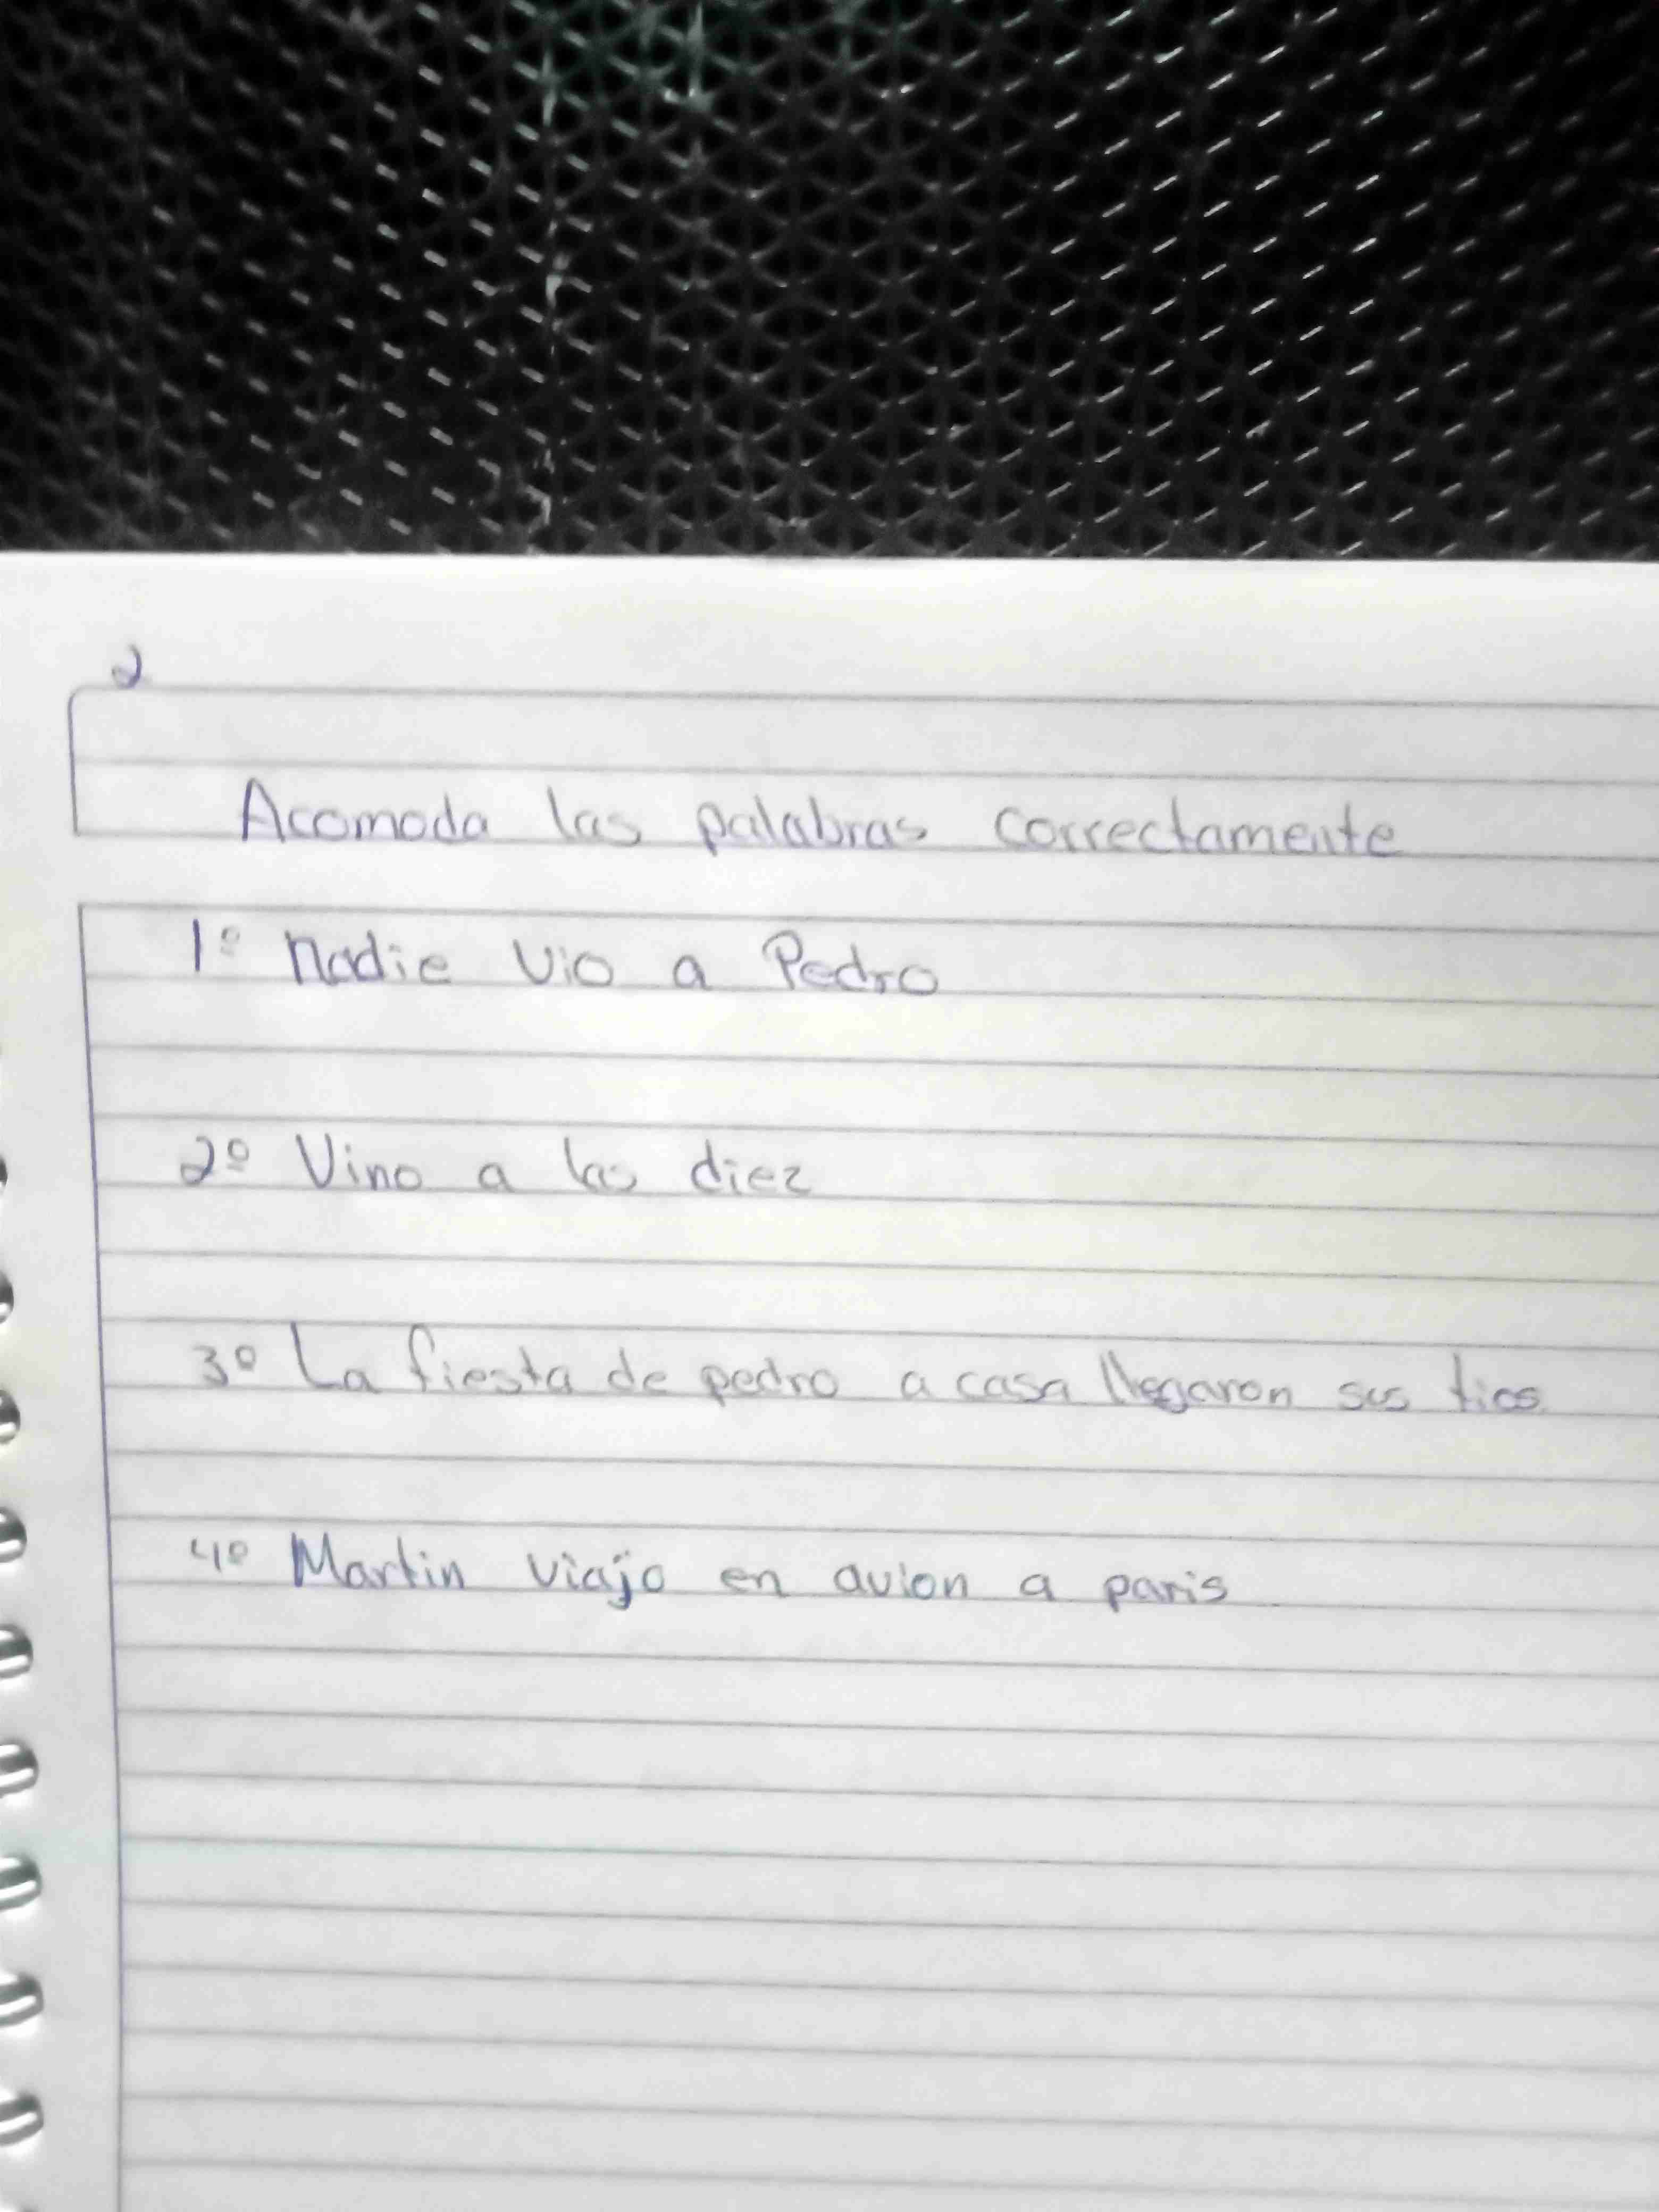 2
Acomoda las palabras correctamente
1º Nadie vio a Pedro
2º Vino a las diez
3º La fiesta de pedro a casa llegaron sus tios
4º Martin viajo en avion a paris